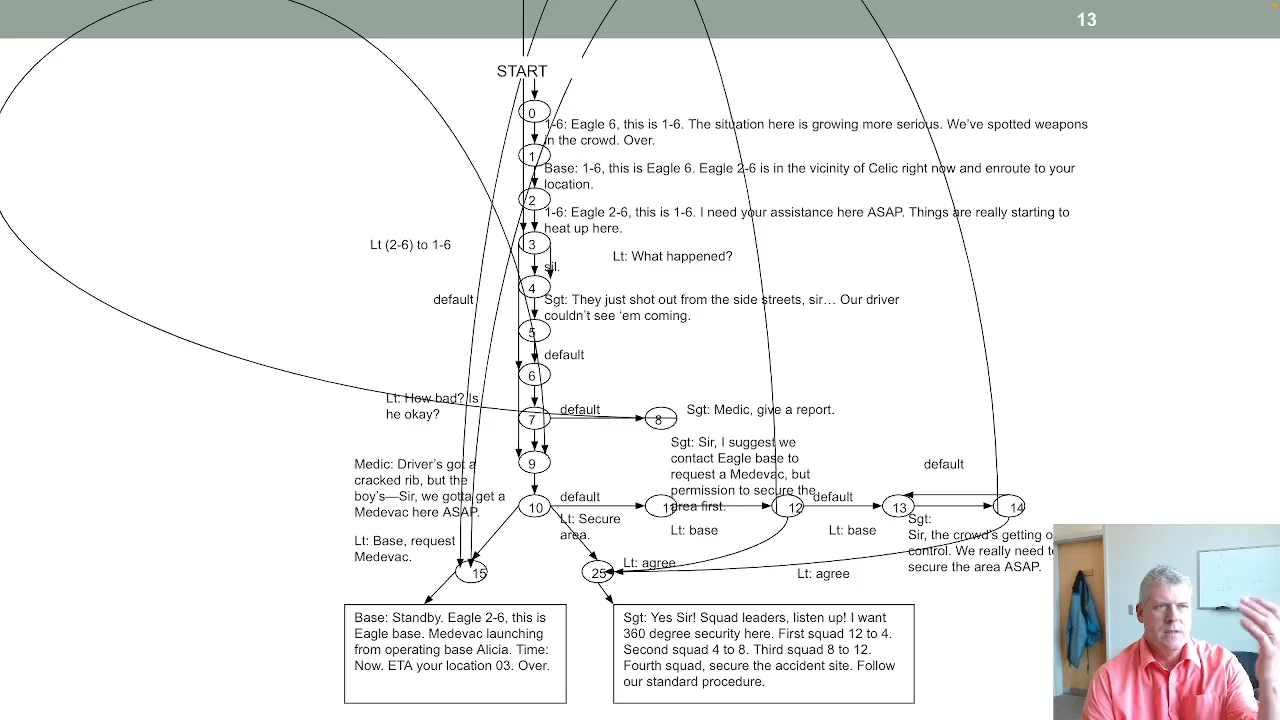 13
START
0
1-6: Eagle 6, this is 1-6. The situation here is growing more serious. We’ve spotted weapons
in the crowd. Over.
1
Base: 1-6, this is Eagle 6. Eagle 2-6 is in the vicinity of Celic right now and enroute to your
location.
2
1-6: Eagle 2-6, this is 1-6. I need your assistance here ASAP. Things are really starting to
heat up here.
Lt (2-6) to 1-6
3
Lt: What happened?
sil.
4
default
Sgt: They just shot out from the side streets, sir… Our driver
couldn’t see ‘em coming.
5
default
6
Lt: How bad? Is
he okay?
7
default
8
Sgt: Medic, give a report.
Sgt: Sir, I suggest we
contact Eagle base to
request a Medevac, but
permission to secure the
area first.
9
default
Medic: Driver’s got a
cracked rib, but the
boy’s—Sir, we gotta get a
Medevac here ASAP.
10
default
11
12
default
13
14
Lt: Secure
area.
Lt: base
Lt: base
Sgt:
Sir, the crowd’s getting
control. We really need
secure the area ASAP.
Lt: Base, request
Medevac.
15
25
Lt: agree
Lt: agree
Base: Standby. Eagle 2-6, this is
Eagle base. Medevac launching
from operating base Alicia. Time:
Now. ETA your location 03. Over.
Sgt: Yes Sir! Squad leaders, listen up! I want
360 degree security here. First squad 12 to 4.
Second squad 4 to 8. Third squad 8 to 12.
Fourth squad, secure the accident site. Follow
our standard procedure.